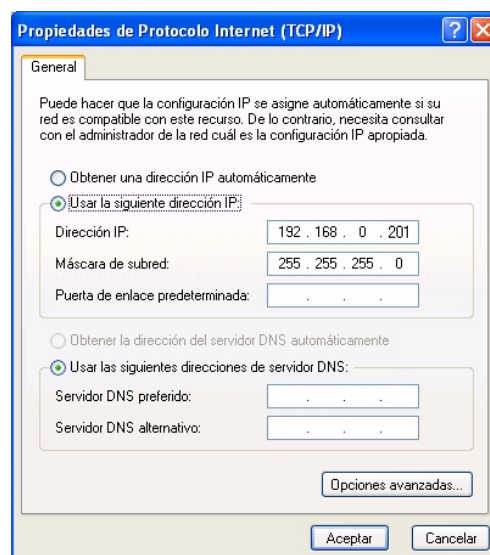 Propiedades de Protocolo Internet (TCP/IP)
General
Puede hacer que la configuración IP se asigne automáticamente si su
red es compatible con este recurso. De lo contrario, necesita consultar
con el administrador de la red cuál es la configuración IP apropiada.
Obtener una dirección IP automáticamente
Usar la siguiente dirección IP:
Dirección IP: 192 . 168 . 0 . 201
Máscara de subred: 255 . 255 . 255 . 0
Puerta de enlace predeterminada: . . .
Obtener la dirección del servidor DNS automáticamente
Usar las siguientes direcciones de servidor DNS:
Servidor DNS preferido: . . .
Servidor DNS alternativo: . . .
Opciones avanzadas...
Aceptar Cancelar